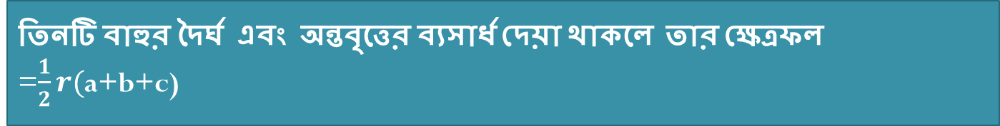 তিনটি বাহুর দৈর্ঘ এবং অন্তবৃত্তের ব্যসার্ধ দেয়া থাকলে তার ক্ষেত্রফল
=½r(a+b+c)